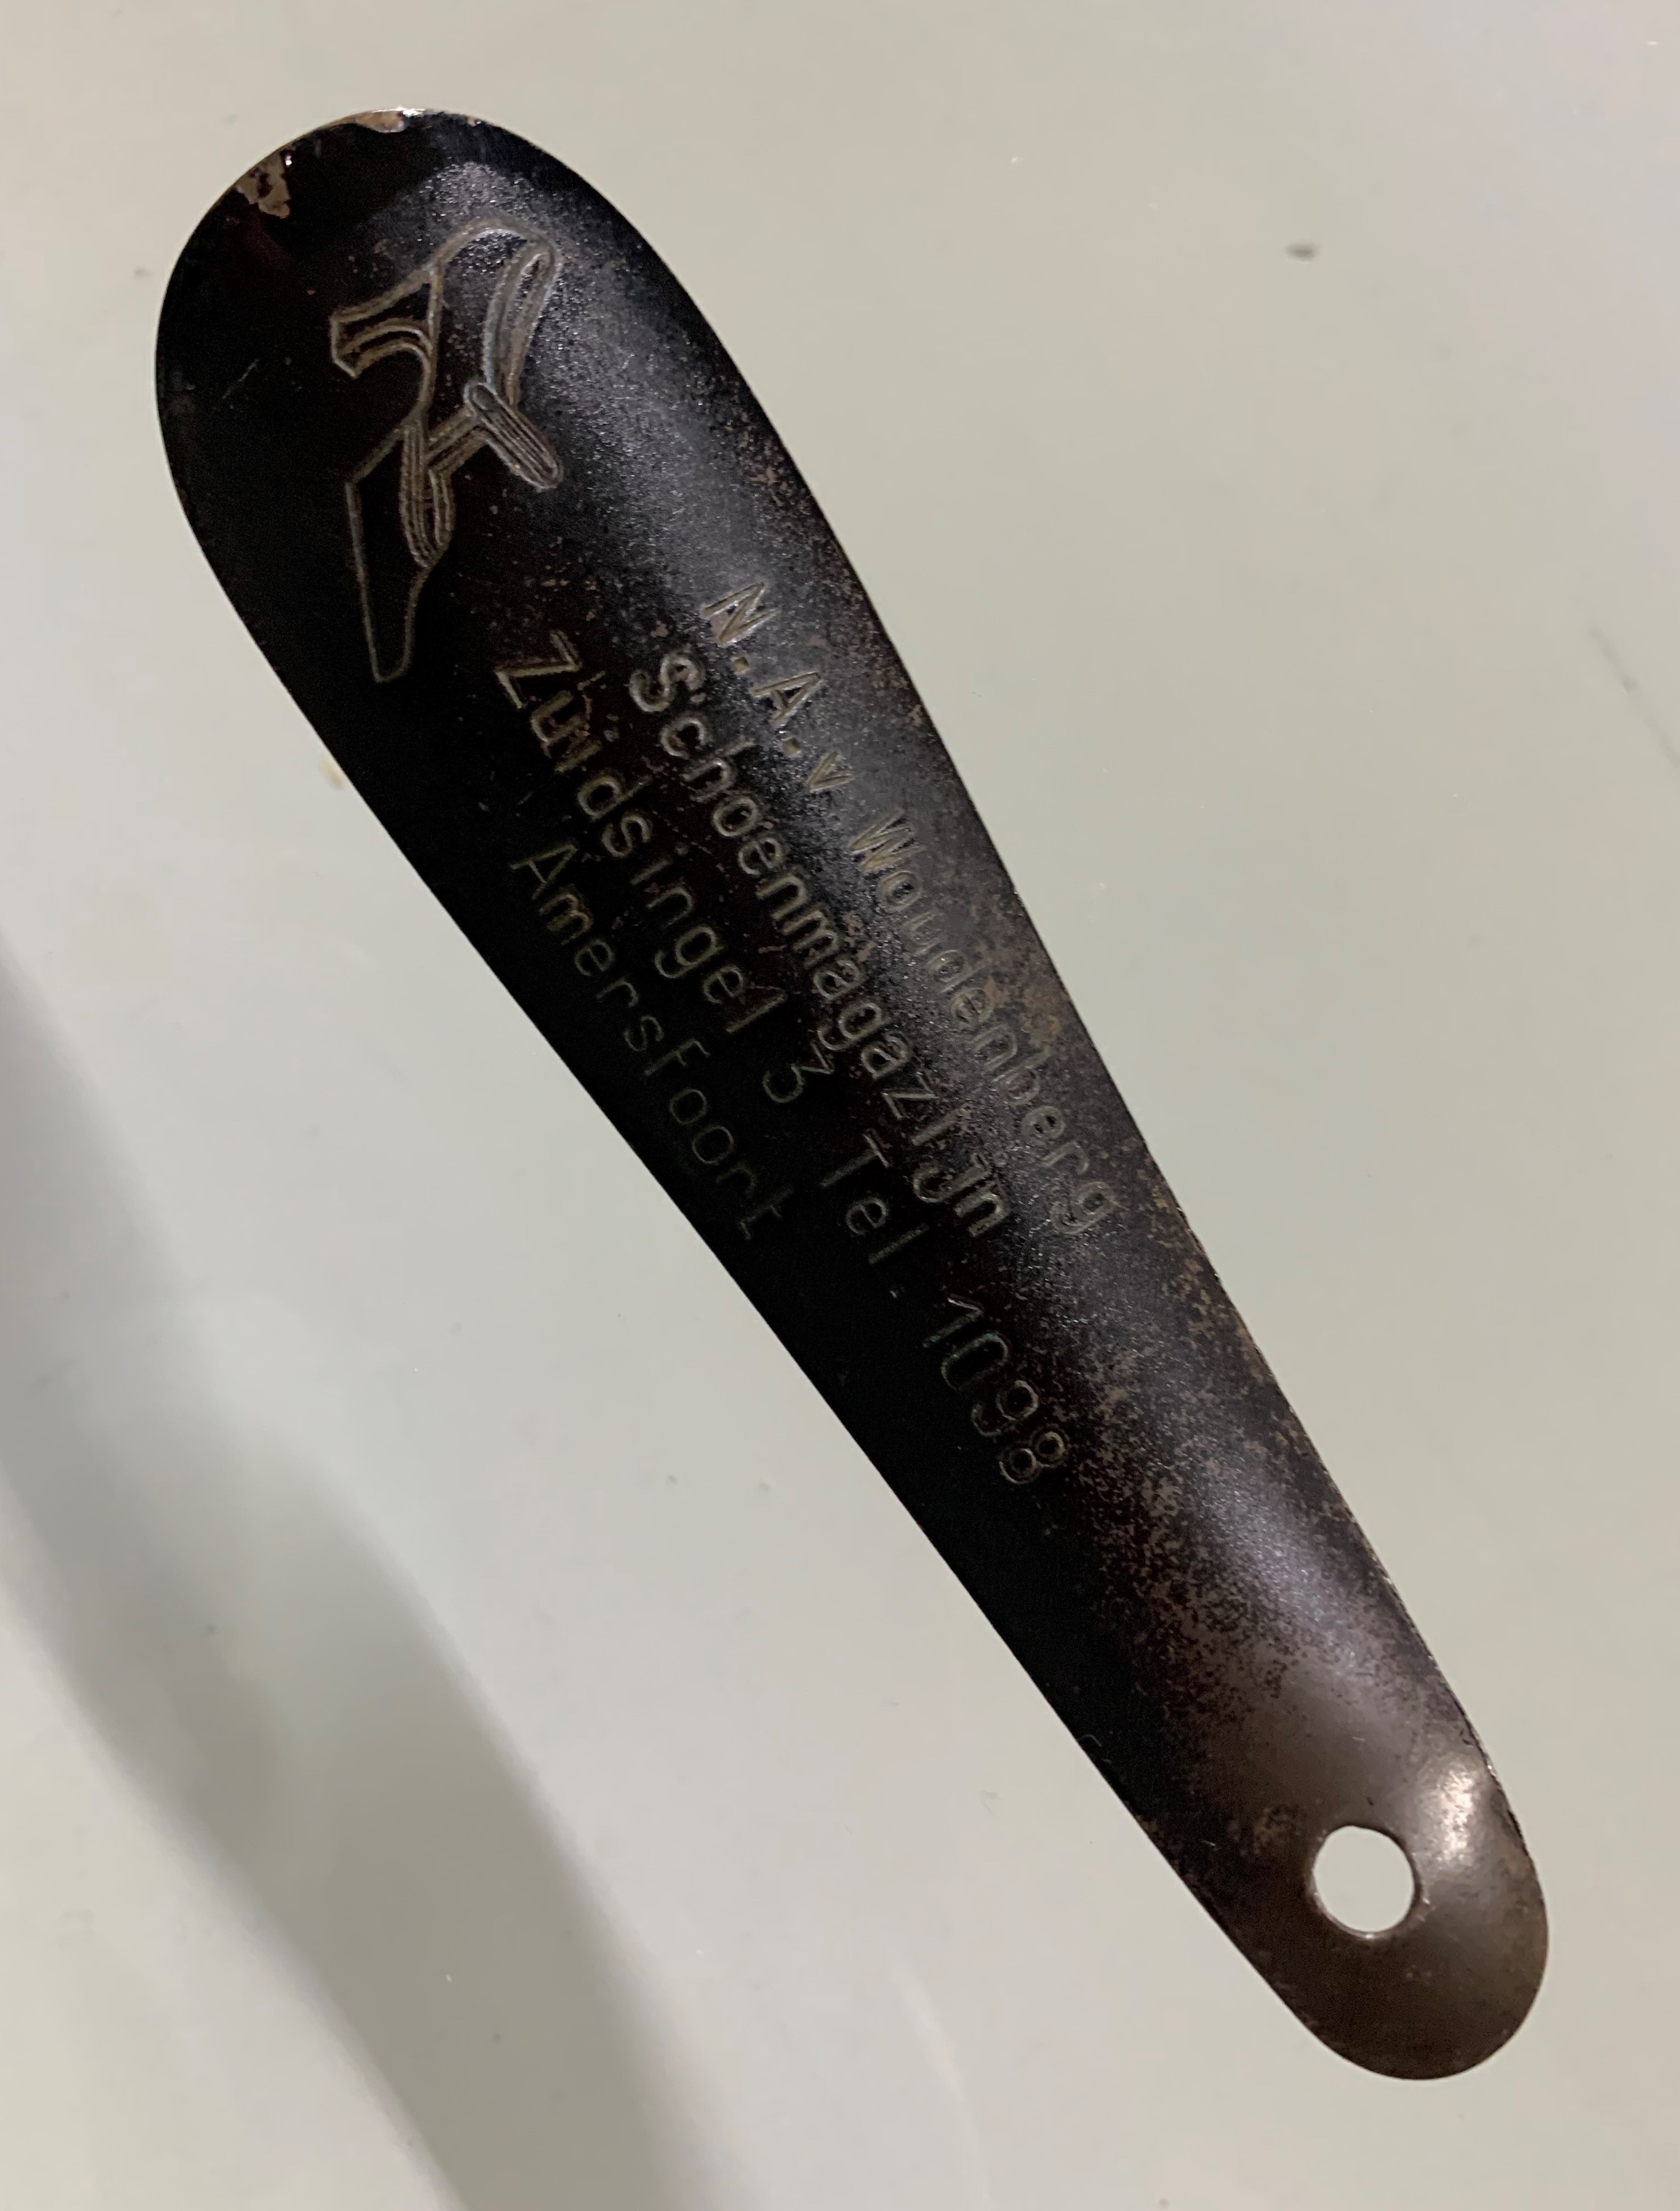 N.A.v Woudenberg
Schoenmagazijn
Zuidsingel 3 Tel. 1098
Amersfoort